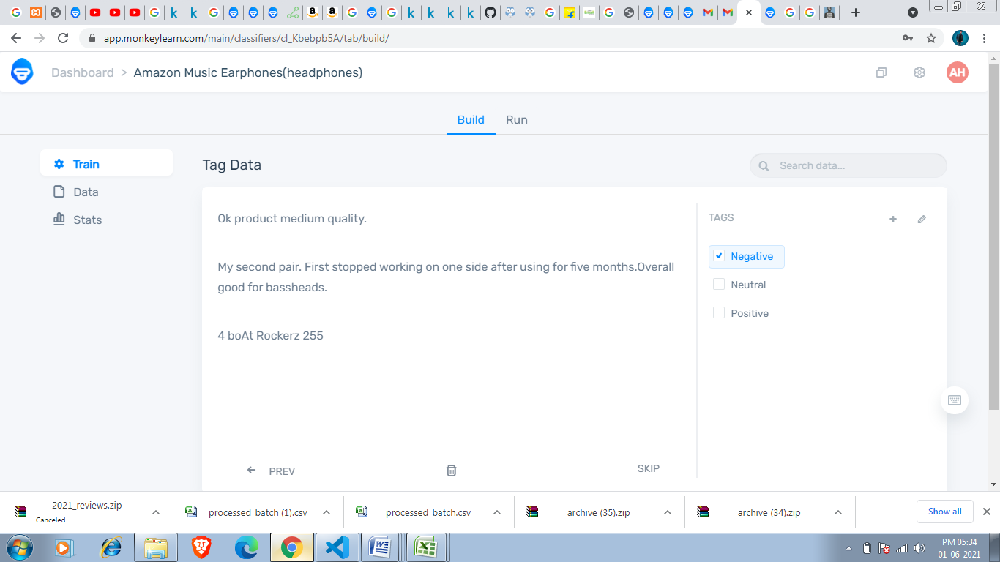 app.monkeylearn.com/main/classifiers/cl_Kbebpb5A/tab/build/
Dashboard > Amazon Music Earphones(headphones)
AH
Build Run
Train
Data
Stats
Tag Data
Search data...
Ok product medium quality.
My second pair. First stopped working on one side after using for five months.Overall
good for bassheads.
4 boAt Rockerz 255
TAGS
Negative
Neutral
Positive
PREV
SKIP
2021_reviews.zip
Canceled
processed_batch (1).csv
processed_batch.csv
archive (35).zip
archive (34).zip
Show all
PM 05:34
01-06-2021